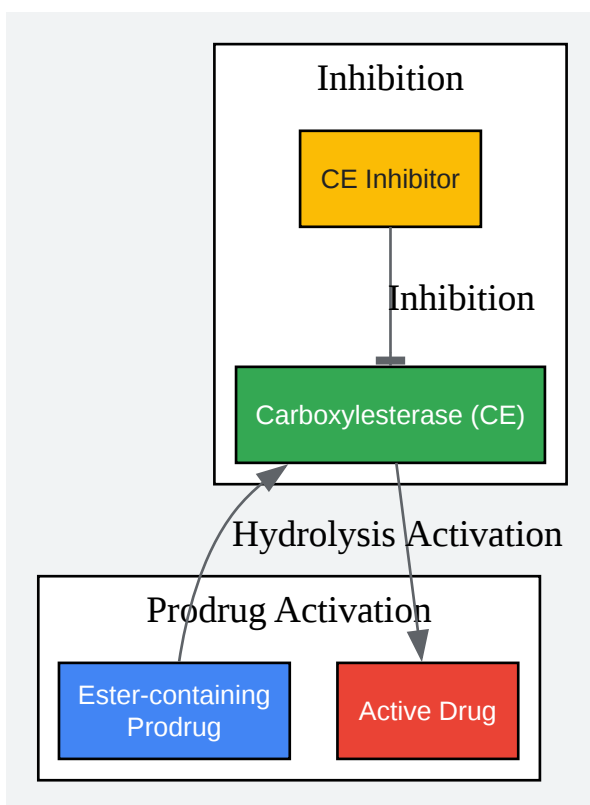 Inhibition
CE Inhibitor
Inhibition
Carboxylesterase (CE)
Hydrolysis Activation
Prodrug Activation
Ester-containing
Prodrug
Active Drug